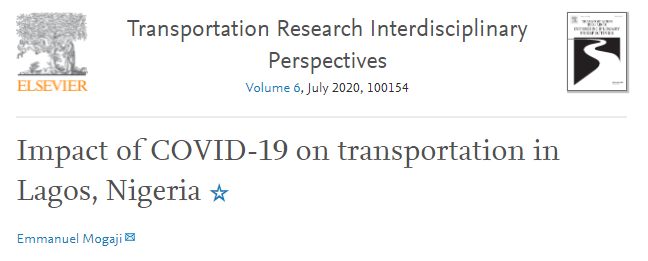 Transportation Research Interdisciplinary
Perspectives
ELSEVIER
Volume 6, July 2020, 100154
Impact of COVID-19 on transportation in
Lagos, Nigeria
Emmanuel Mogaji